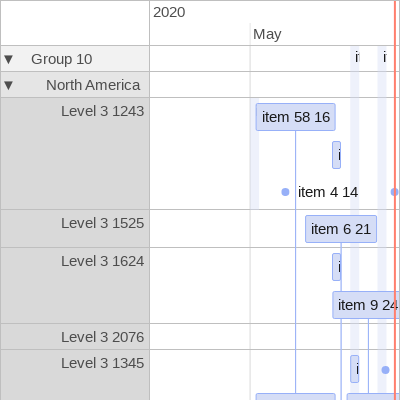 2020
May
▼ Group 10
▼ North America
Level 3 1243
item 58 16
item 4 14
Level 3 1525
item 6 21
Level 3 1624
item 9 24
Level 3 2076
Level 3 1345